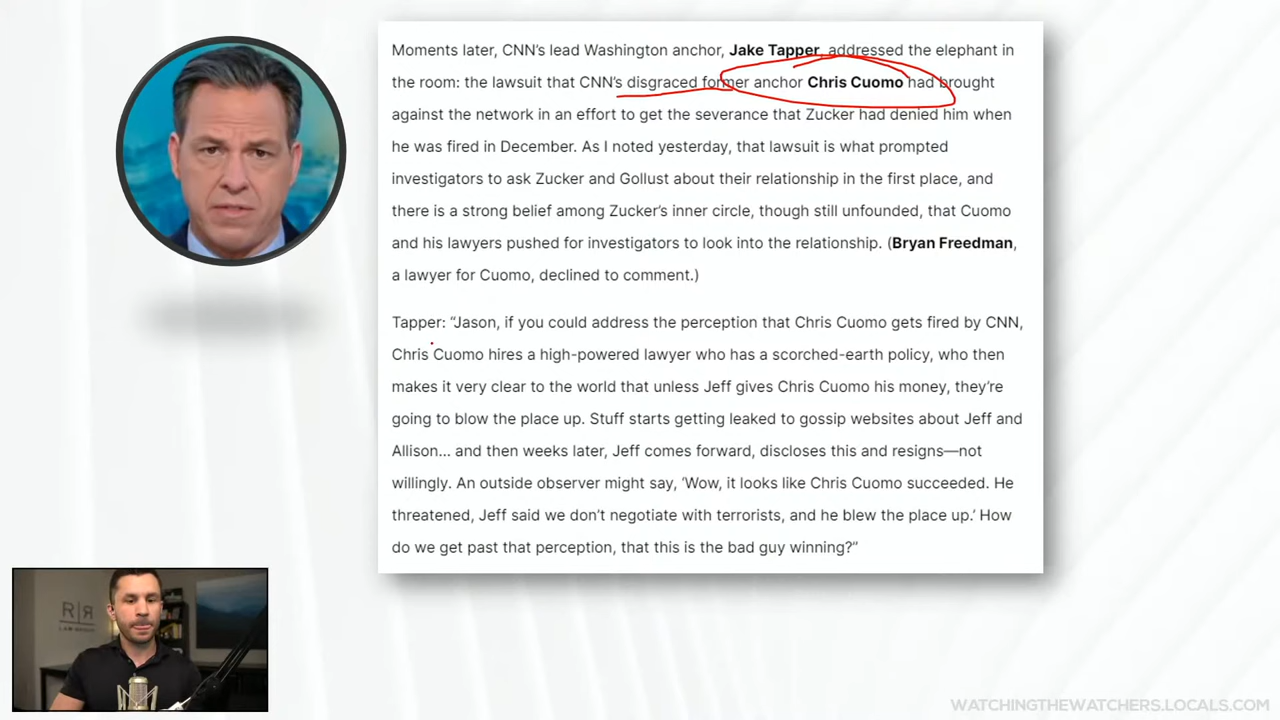 Moments later, CNN's lead Washington anchor, Jake Tapper, addressed the elephant in
the room: the lawsuit that CNN's disgraced former anchor Chris Cuomo had brought
against the network in an effort to get the severance that Zucker had denied him when
he was fired in December. As I noted yesterday, that lawsuit is what prompted
investigators to ask Zucker and Gollust about their relationship in the first place, and
there is a strong belief among Zucker's inner circle, though still unfounded, that Cuomo
and his lawyers pushed for investigators to look into the relationship. (Bryan Freedman,
a lawyer for Cuomo, declined to comment.)
Tapper: “Jason, if you could address the perception that Chris Cuomo gets fired by CNN,
Chris Cuomo hires a high-powered lawyer who has a scorched-earth policy, who then
makes it very clear to the world that unless Jeff gives Chris Cuomo his money, they're
going to blow the place up. Stuff starts getting leaked to gossip websites about Jeff and
Allison... and then weeks later, Jeff comes forward, discloses this and resigns—not
willingly. An outside observer might say, ‘Wow, it looks like Chris Cuomo succeeded. He
threatened, Jeff said we don't negotiate with terrorists, and he blew the place up.’ How
do we get past that perception, that this is the bad guy winning?”
R|R
LAW GROUP
WATCHINGTHEWATCHERS.LOCALS.COM